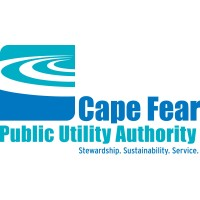 Cape Fear
Public Utility Authority
Stewardship. Sustainability. Service.